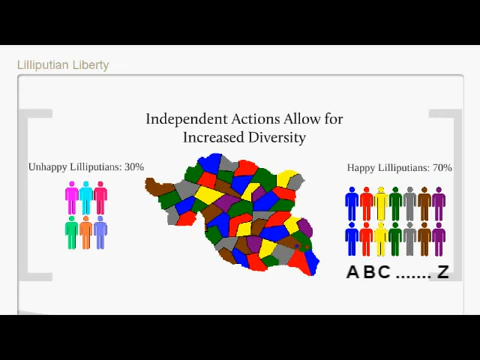 Lilliputian Liberty
Independent Actions Allow for
Increased Diversity
Unhappy Lilliputians: 30%
Happy Lilliputians: 70%
A B C ....... Z